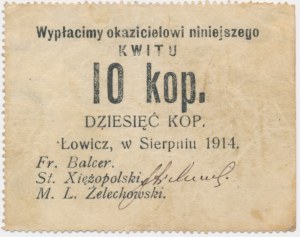 Wypłacimy okazicielowi niniejszego
KWITU
10 kop.
DZIESIĘĆ KOP.
Łowicz, w Sierpniu 1914.
Fr. Balcer.
St. Xiężopolski.
M. L. Żelechowski.